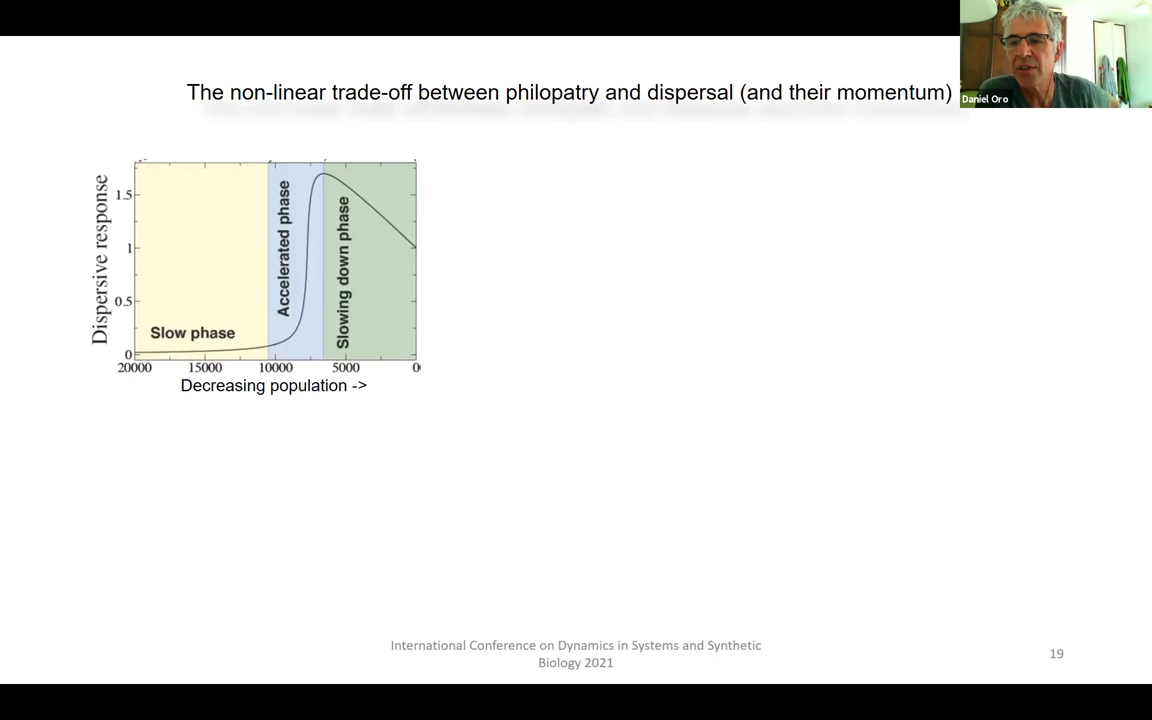 The non-linear trade-off between philopatry and dispersal (and their momentum)
Daniel Oro
Dispersive response
1.5
1
0.5
0
Slow phase
Accelerated phase
Slowing down phase
20000 15000 10000 5000 0
Decreasing population ->
International Conference on Dynamics in Systems and Synthetic
Biology 2021
19